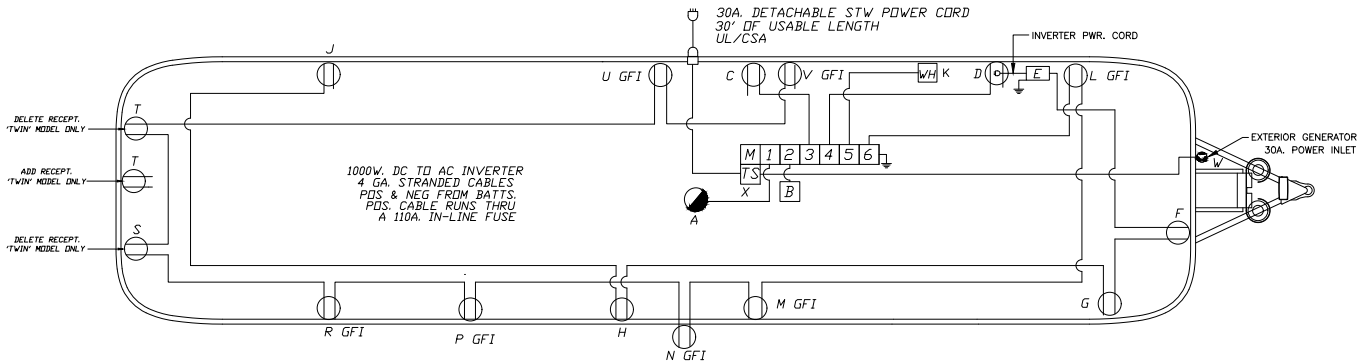 30A. DETACHABLE STW POWER CORD
30' OF USABLE LENGTH
UL/CSA
INVERTER PWR. CORD
J
U GFI
C
V GFI
WH K
D
E
L GFI
T
DELETE RECEPT.
'TWIN' MODEL ONLY
T
ADD RECEPT.
'TWIN' MODEL ONLY
S
DELETE RECEPT.
'TWIN' MODEL ONLY
1000W. DC TO AC INVERTER
4 GA. STRANDED CABLES
POS & NEG FROM BATTS.
POS. CABLE RUNS THRU
A 110A. IN-LINE FUSE
M 1 2 3 4 5 6
TS
X
B
A
EXTERIOR GENERATOR
30A. POWER INLET
W
F
G
R GFI
P GFI
H
N GFI
M GFI